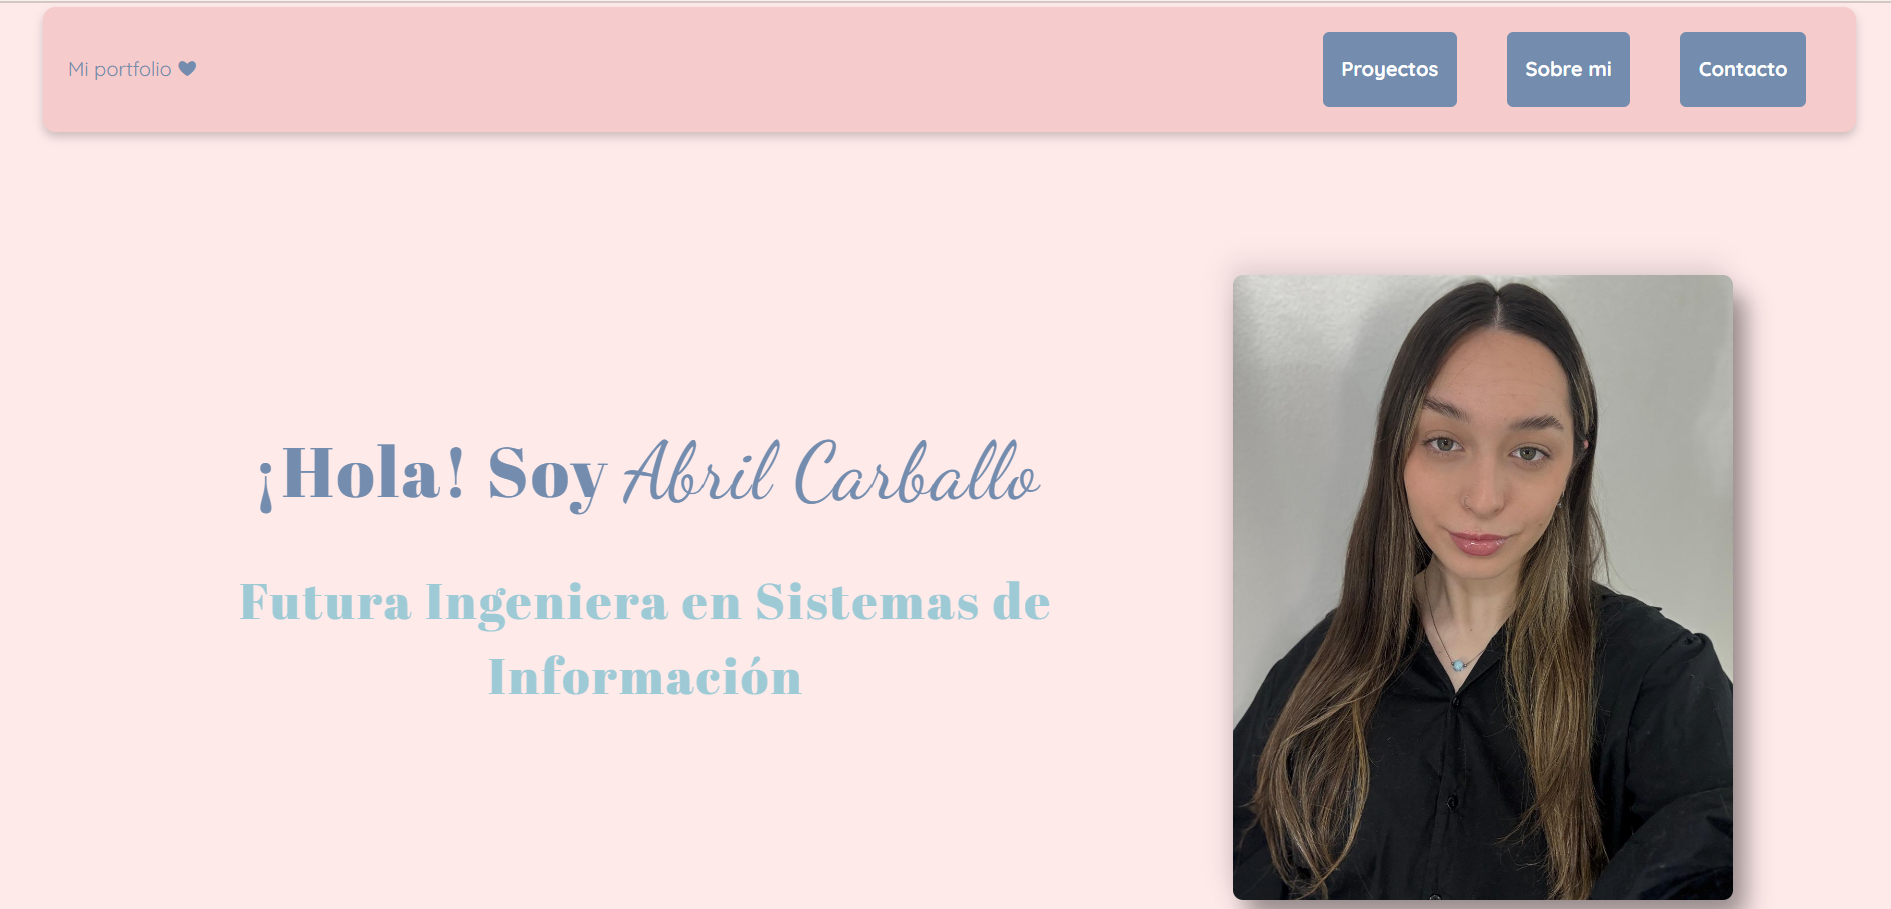 Mi portfolio
Proyectos
Sobre mi
Contacto
¡Hola! Soy Abril Carballo
Futura Ingeniera en Sistemas de
Información